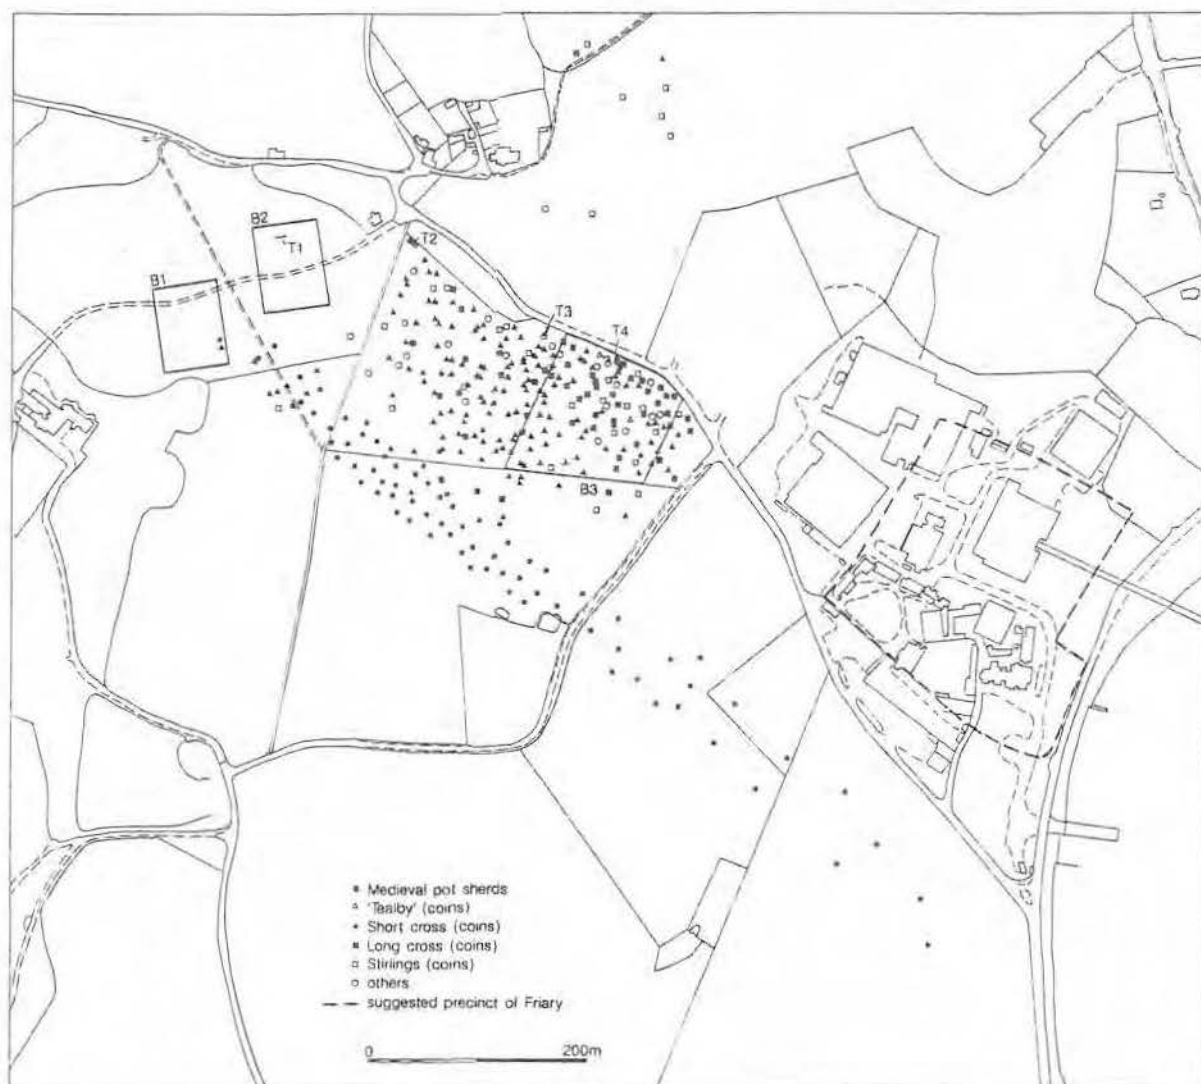 B2
T1
T2
B1
T3
T4
B3
Medieval pot sherds
'Tealby' (coins)
Short cross (coins)
Long cross (coins)
Stirlings (coins)
others
suggested precinct of Friary
0 200m